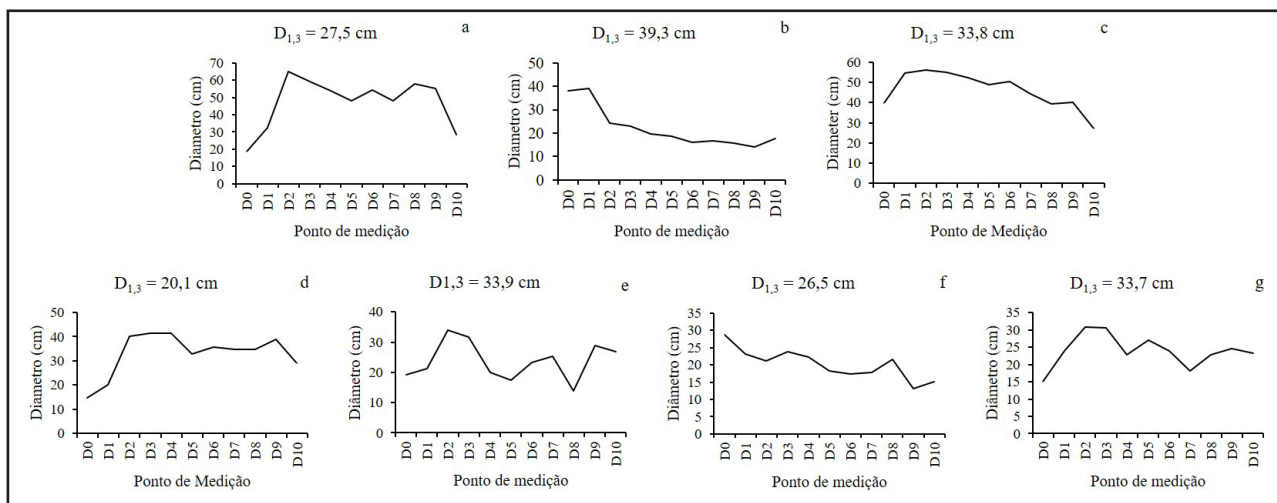 D1,3 = 27,5 cm a
Diametro (cm)
70
60
50
40
30
20
10
0
D0 D1 D2 D3 D4 D5 D6 D7 D8 D9 D10
Ponto de medição
D1,3 = 39,3 cm b
Diametro (cm)
50
40
30
20
10
0
D0 D1 D2 D3 D4 D5 D6 D7 D8 D9 D10
Ponto de medição
D1,3 = 33,8 cm c
Diameter (cm)
60
50
40
30
20
10
0
D0 D1 D2 D3 D4 D5 D6 D7 D8 D9 D10
Ponto de Medição
D1,3 = 20,1 cm d
Diametro (cm)
50
40
30
20
10
0
D0 D1 D2 D3 D4 D5 D6 D7 D8 D9 D10
Ponto de Medição
D1,3 = 33,9 cm e
Diametro (cm)
40
30
20
10
0
D0 D1 D2 D3 D4 D5 D6 D7 D8 D9 D10
Ponto de medição
D1,3 = 26,5 cm f
Diâmetro (cm)
35
30
25
20
15
10
5
0
D0 D1 D2 D3 D4 D5 D6 D7 D8 D9 D10
Ponto de medição
D1,3 = 33,7 cm g
Diâmetro (cm)
35
30
25
20
15
10
5
0
D0 D1 D2 D3 D4 D5 D6 D7 D8 D9 D10
Ponto de Medição